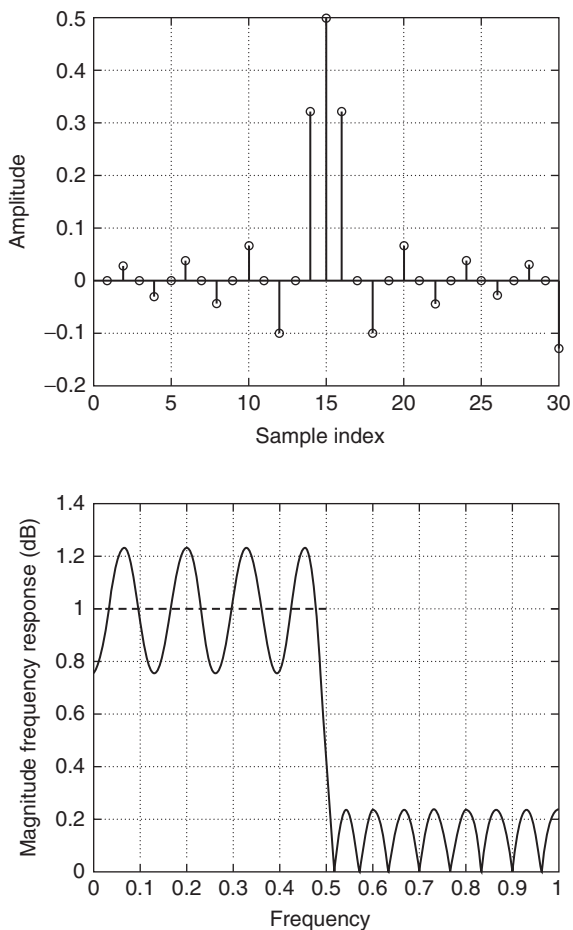 0.5
0.4
0.3
0.2
0.1
0
−0.1
−0.2
Amplitude
0 5 10 15 20 25 30
Sample index
1.4
1.2
1
0.8
0.6
0.4
0.2
0
Magnitude frequency response (dB)
0 0.1 0.2 0.3 0.4 0.5 0.6 0.7 0.8 0.9 1
Frequency